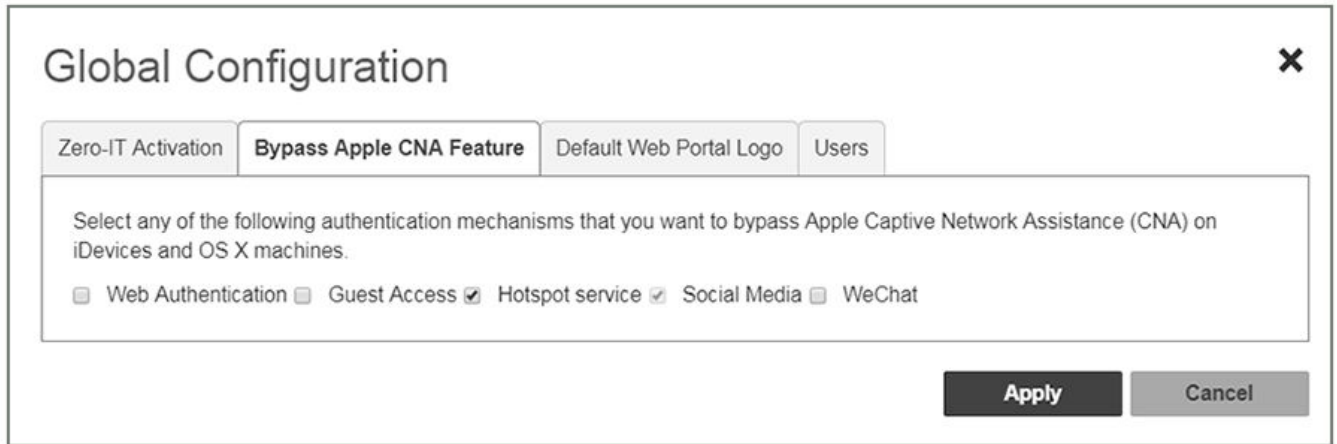 Global Configuration
Zero-IT Activation Bypass Apple CNA Feature Default Web Portal Logo Users
Select any of the following authentication mechanisms that you want to bypass Apple Captive Network Assistance (CNA) on
iDevices and OS X machines.
Web Authentication Guest Access Hotspot service Social Media WeChat
Apply Cancel